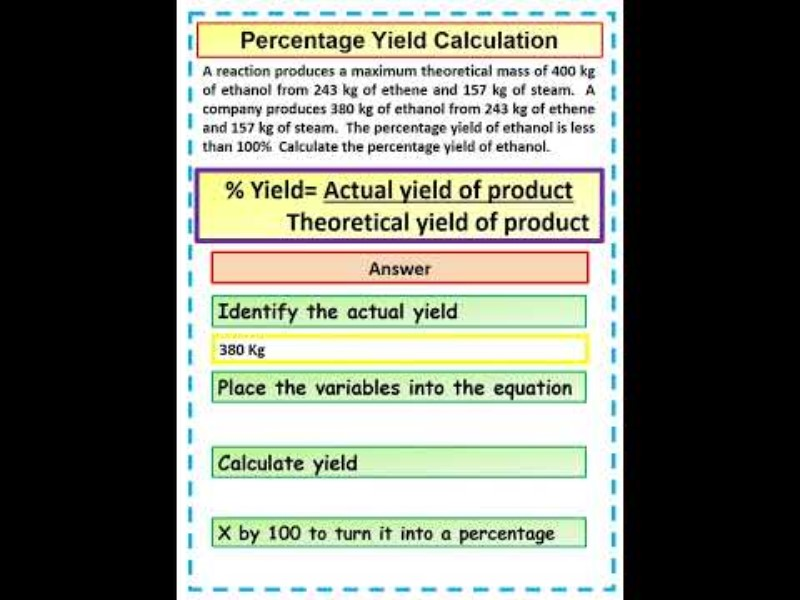 Percentage Yield Calculation
A reaction produces a maximum theoretical mass of 400 kg
of ethanol from 243 kg of ethene and 157 kg of steam. A
company produces 380 kg of ethanol from 243 kg of ethene
and 157 kg of steam. The percentage yield of ethanol is less
than 100% Calculate the percentage yield of ethanol.
% Yield= Actual yield of product
Theoretical yield of product
Answer
Identify the actual yield
380 Kg
Place the variables into the equation
Calculate yield
X by 100 to turn it into a percentage